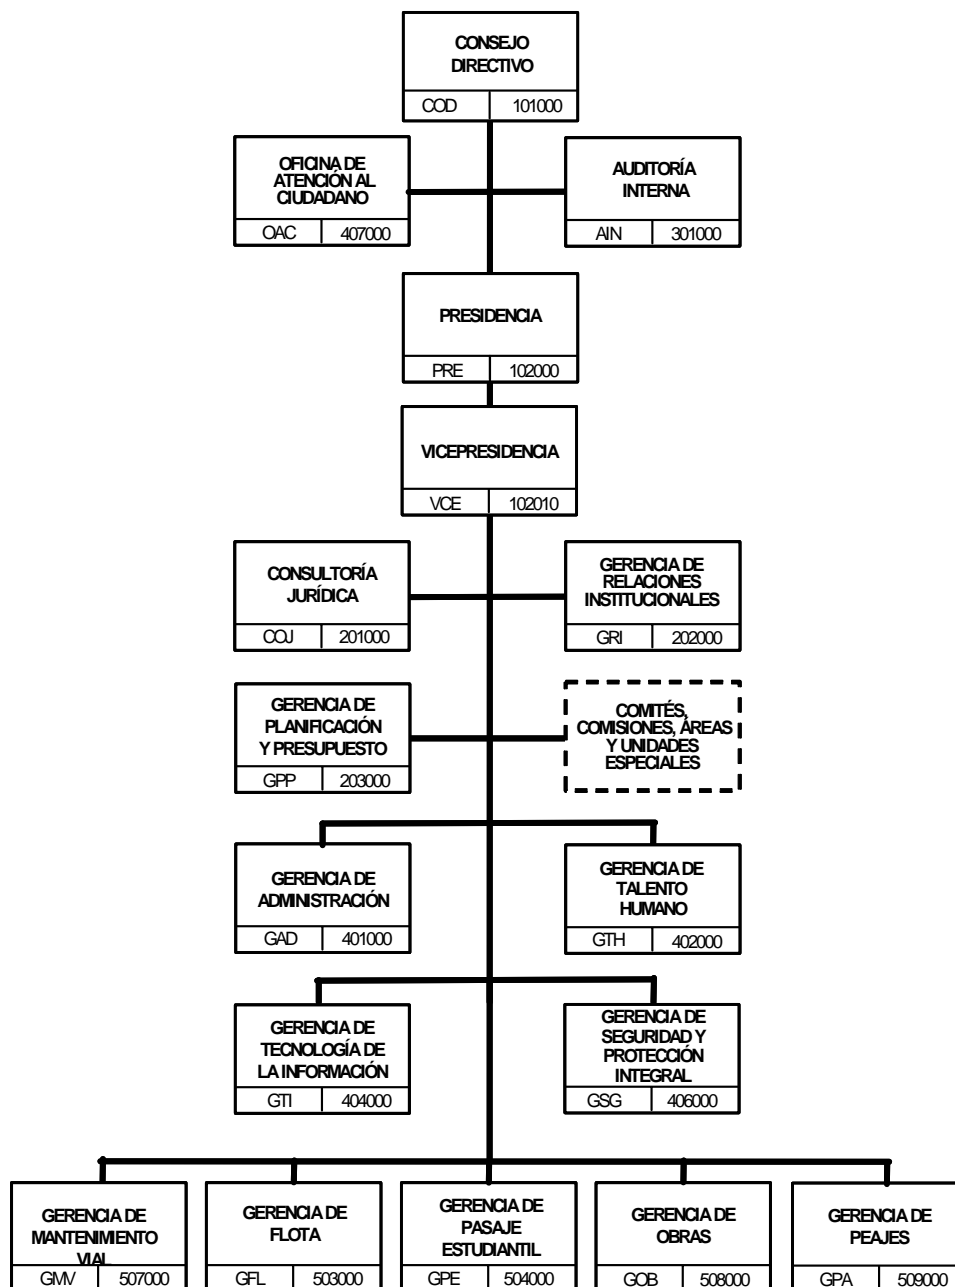 CONSEJO
DIRECTIVO
COD 101000
OFICINA DE
ATENCIÓN AL
CIUDADANO
OAC 407000
AUDITORÍA
INTERNA
AIN 301000
PRESIDENCIA
PRE 102000
VICEPRESIDENCIA
VCE 102010
CONSULTORÍA
JURÍDICA
COJ 201000
GERENCIA DE
RELACIONES
INSTITUCIONALES
GRI 202000
GERENCIA DE
PLANIFICACIÓN
Y PRESUPUESTO
GPP 203000
COMITÉS,
COMISIONES, ÁREAS
Y UNIDADES
ESPECIALES
GERENCIA DE
ADMINISTRACIÓN
GAD 401000
GERENCIA DE
TALENTO
HUMANO
GTH 402000
GERENCIA DE
TECNOLOGÍA DE
LA INFORMACIÓN
GTI 404000
GERENCIA DE
SEGURIDAD Y
PROTECCIÓN
INTEGRAL
GSG 406000
GERENCIA DE
MANTENIMIENTO
VIAL
GMV 507000
GERENCIA DE
FLOTA
GFL 503000
GERENCIA DE
PASAJE
ESTUDIANTIL
GPE 504000
GERENCIA DE
OBRAS
GOB 508000
GERENCIA DE
PEAJES
GPA 509000